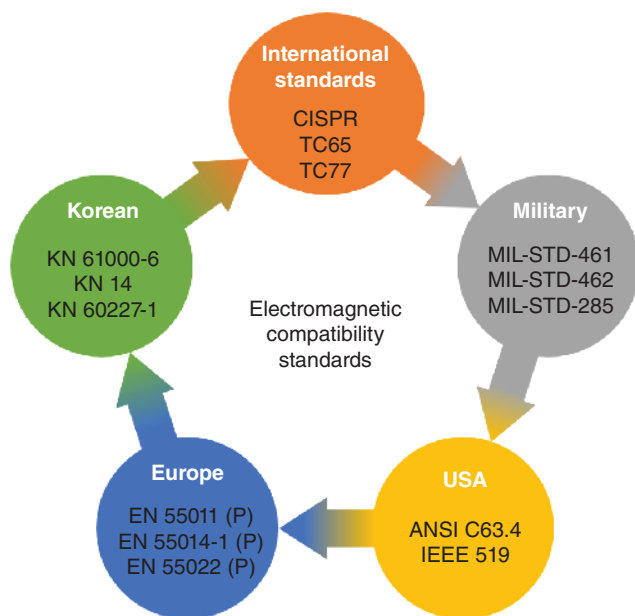 International
standards
CISPR
TC65
TC77
Military
MIL-STD-461
MIL-STD-462
MIL-STD-285
USA
ANSI C63.4
IEEE 519
Europe
EN 55011 (P)
EN 55014-1 (P)
EN 55022 (P)
Korean
KN 61000-6
KN 14
KN 60227-1
Electromagnetic
compatibility
standards